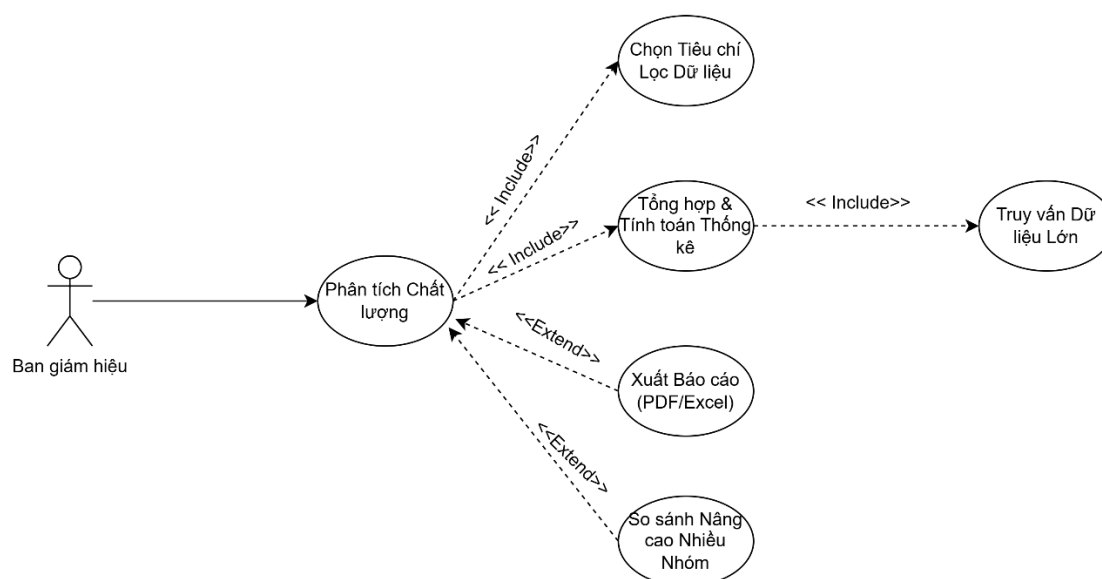 Chọn Tiêu chí
Lọc Dữ liệu
<< Include>>
Tổng hợp &
Tính toán Thống
kê
<< Include>>
Truy vấn Dữ
liệu Lớn
<< Include>>
Phân tích Chất
lượng
Ban giám hiệu
<<Extend>>
Xuất Báo cáo
(PDF/Excel)
<<Extend>>
So sánh Nâng
cao Nhiều
Nhóm